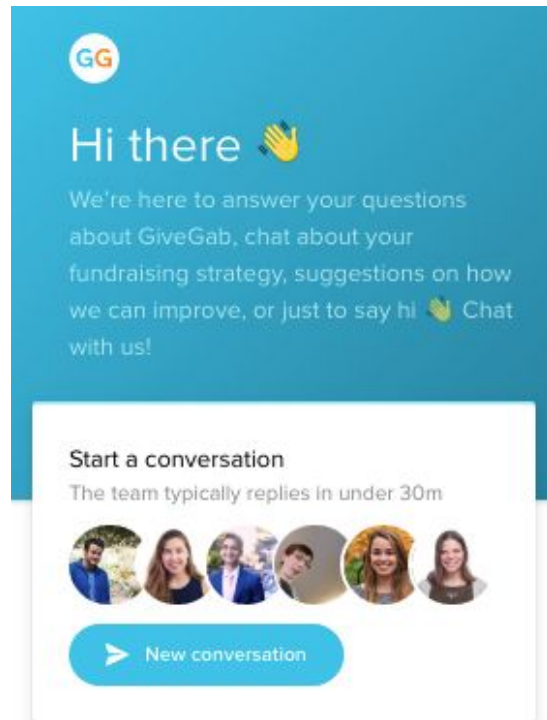 GG
Hi there 👋
We're here to answer your questions
about GiveGab, chat about your
fundraising strategy, suggestions on how
we can improve, or just to say hi 👋 Chat
with us!
Start a conversation
The team typically replies in under 30m
New conversation